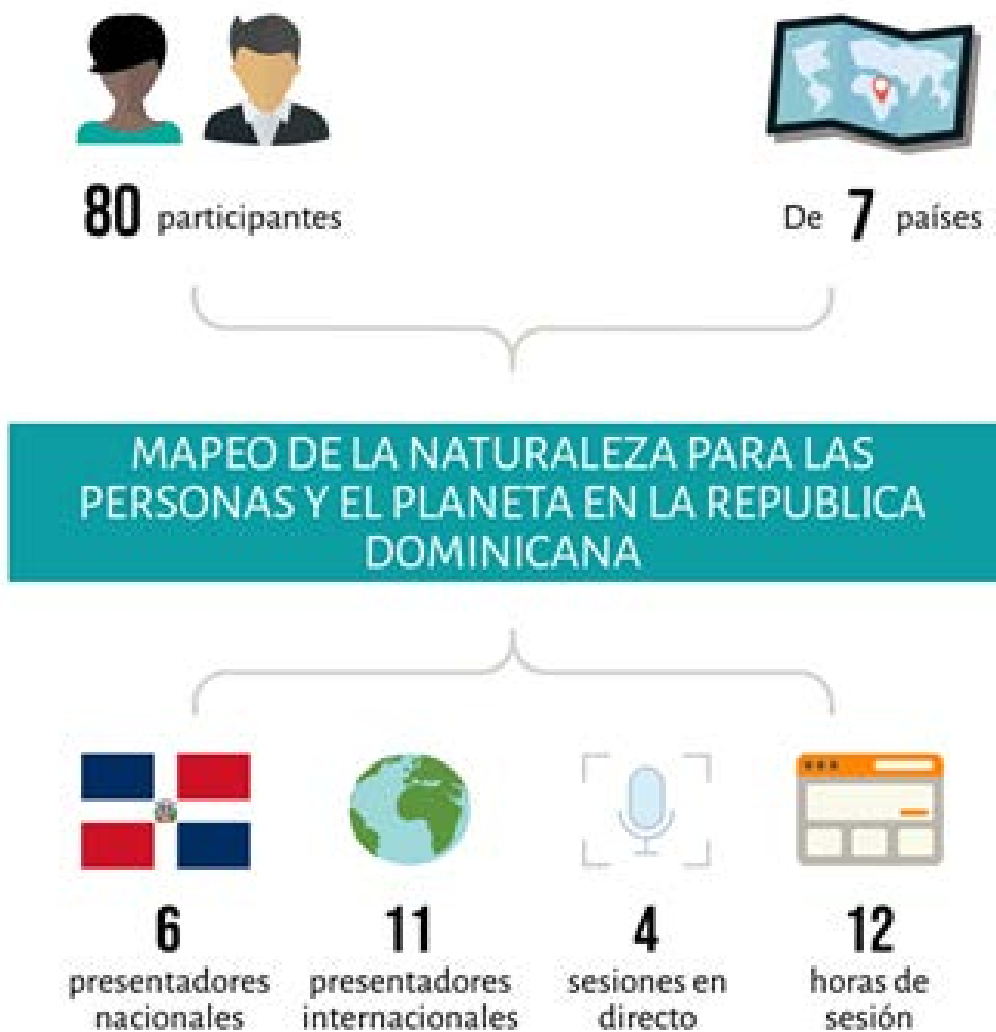 80 participantes
De 7 países
MAPEO DE LA NATURALEZA PARA LAS
PERSONAS Y EL PLANETA EN LA REPUBLICA
DOMINICANA
6
presentadores
nacionales
11
presentadores
internacionales
4
sesiones en
directo
12
horas de
sesión